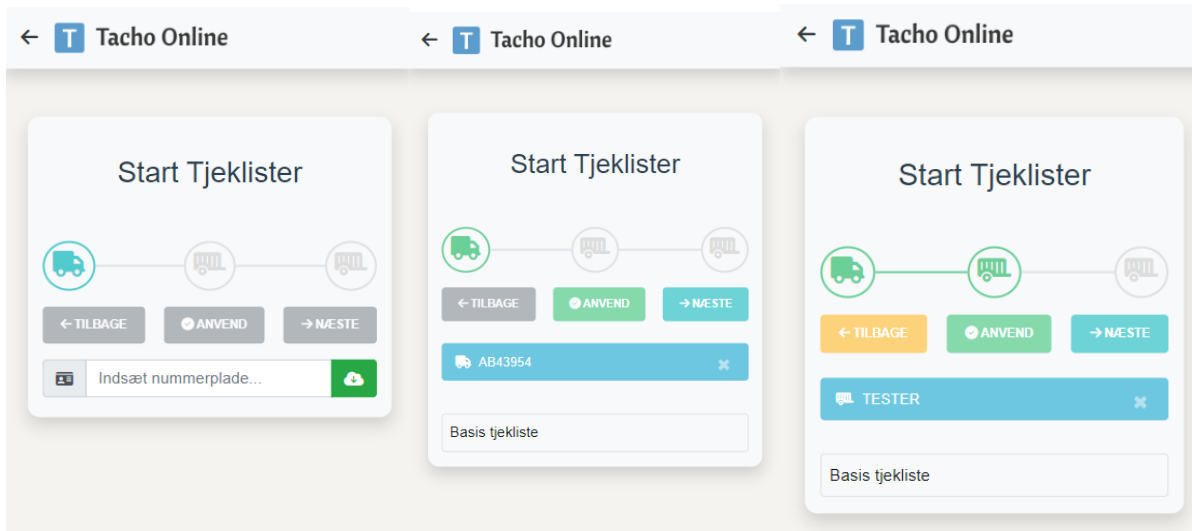 T Tacho Online
Start Tjeklister
TILBAGE
ANVEND
NÆSTE
Indsæt nummerplade...
T Tacho Online
Start Tjeklister
TILBAGE
ANVEND
NÆSTE
AB43954
Basis tjekliste
T Tacho Online
Start Tjeklister
TILBAGE
ANVEND
NÆSTE
TESTER
Basis tjekliste